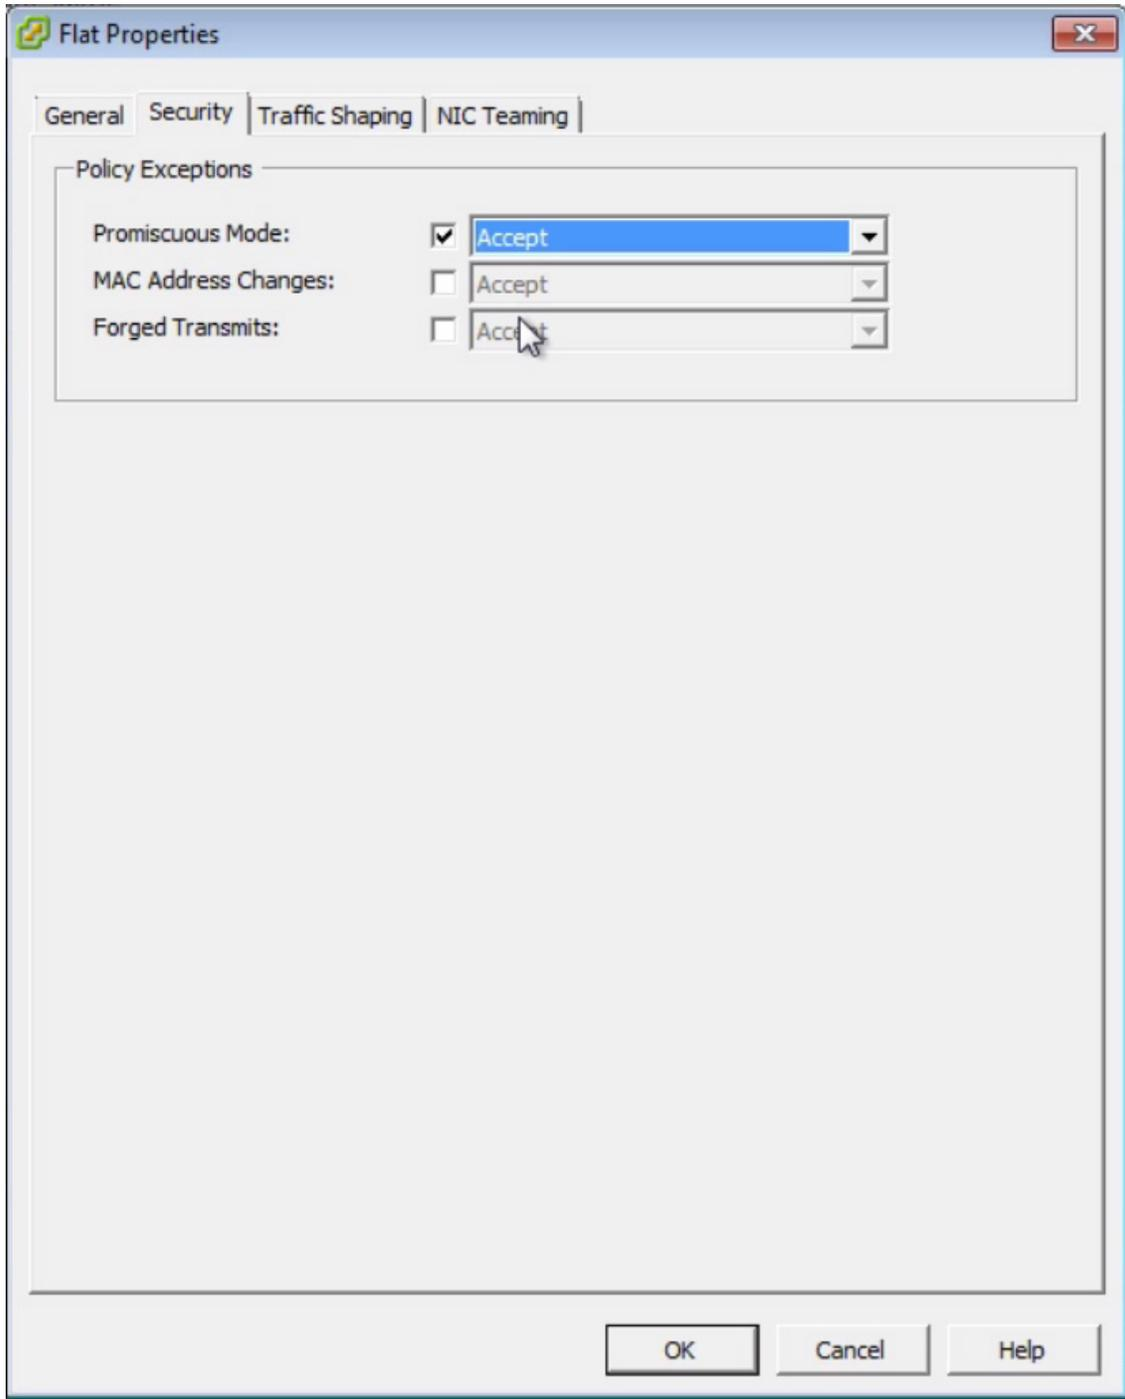 Flat Properties
General Security Traffic Shaping NIC Teaming
Policy Exceptions
Promiscuous Mode: Accept
MAC Address Changes: Accept
Forged Transmits: Accept
OK Cancel Help